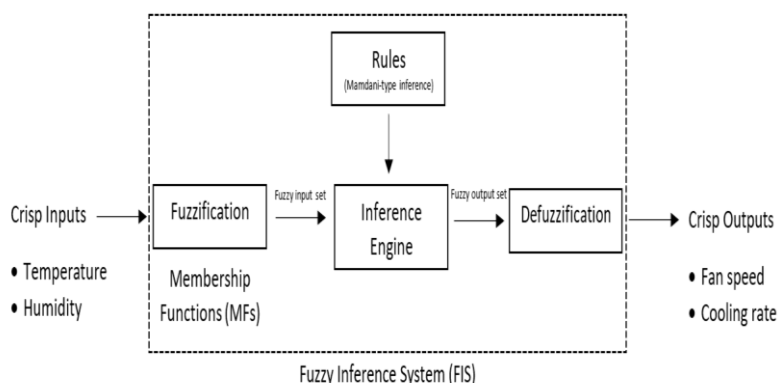 Rules
(Mamdani-type inference)
Crisp Inputs
• Temperature
• Humidity
Fuzzification
Membership
Functions (MFs)
Fuzzy input set
Inference
Engine
Fuzzy output set
Defuzzification
Crisp Outputs
• Fan speed
• Cooling rate
Fuzzy Inference System (FIS)